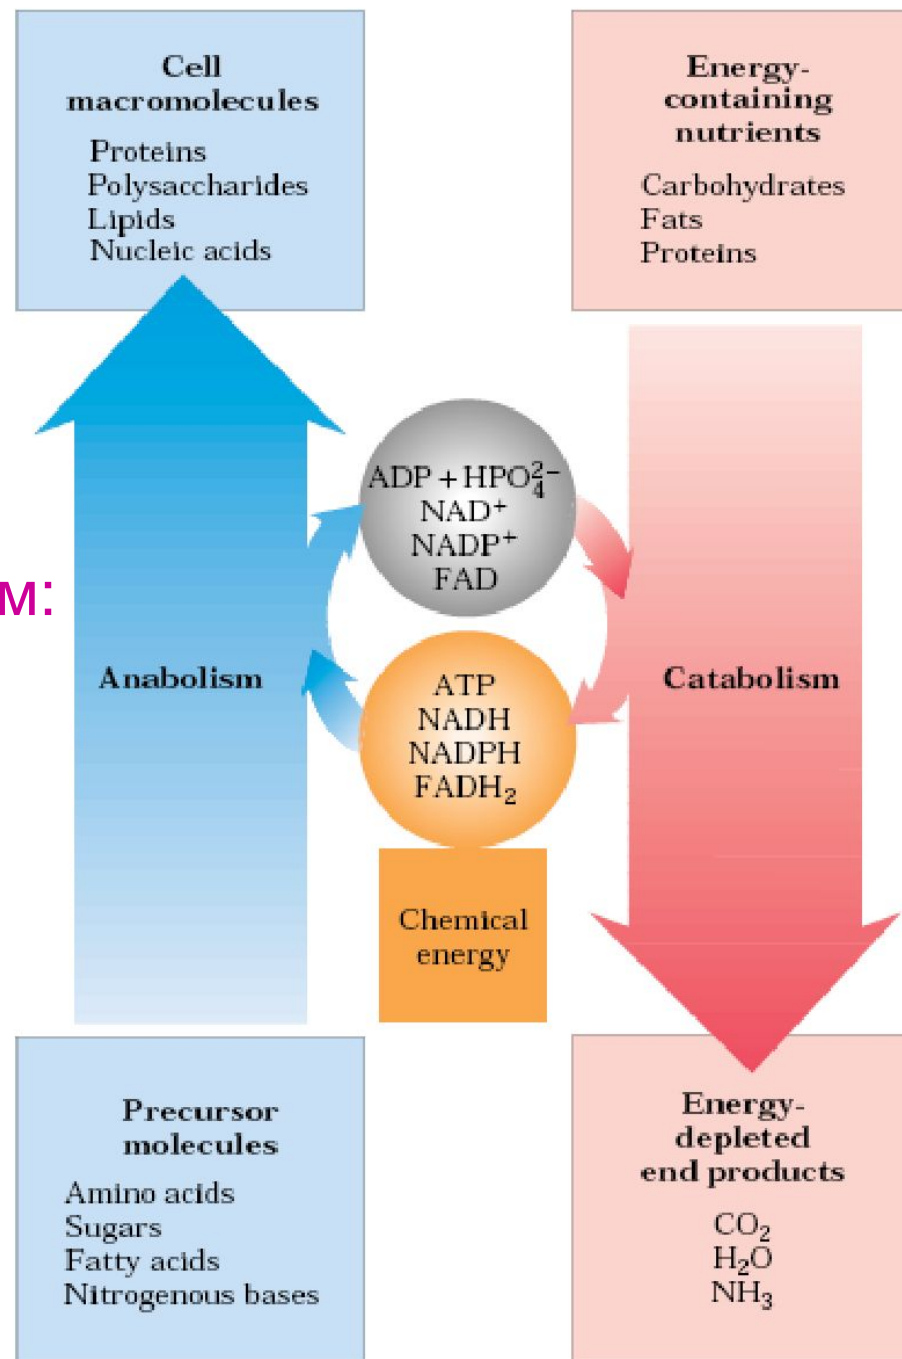 Cell
macromolecules
Proteins
Polysaccharides
Lipids
Nucleic acids
Energy-
containing
nutrients
Carbohydrates
Fats
Proteins
ADP + HPO₄²⁻
NAD⁺
NADP⁺
FAD
м:
Anabolism
ATP
NADH
NADPH
FADH₂
Catabolism
Chemical
energy
Precursor
molecules
Amino acids
Sugars
Fatty acids
Nitrogenous bases
Energy-
depleted
end products
CO₂
H₂O
NH₃